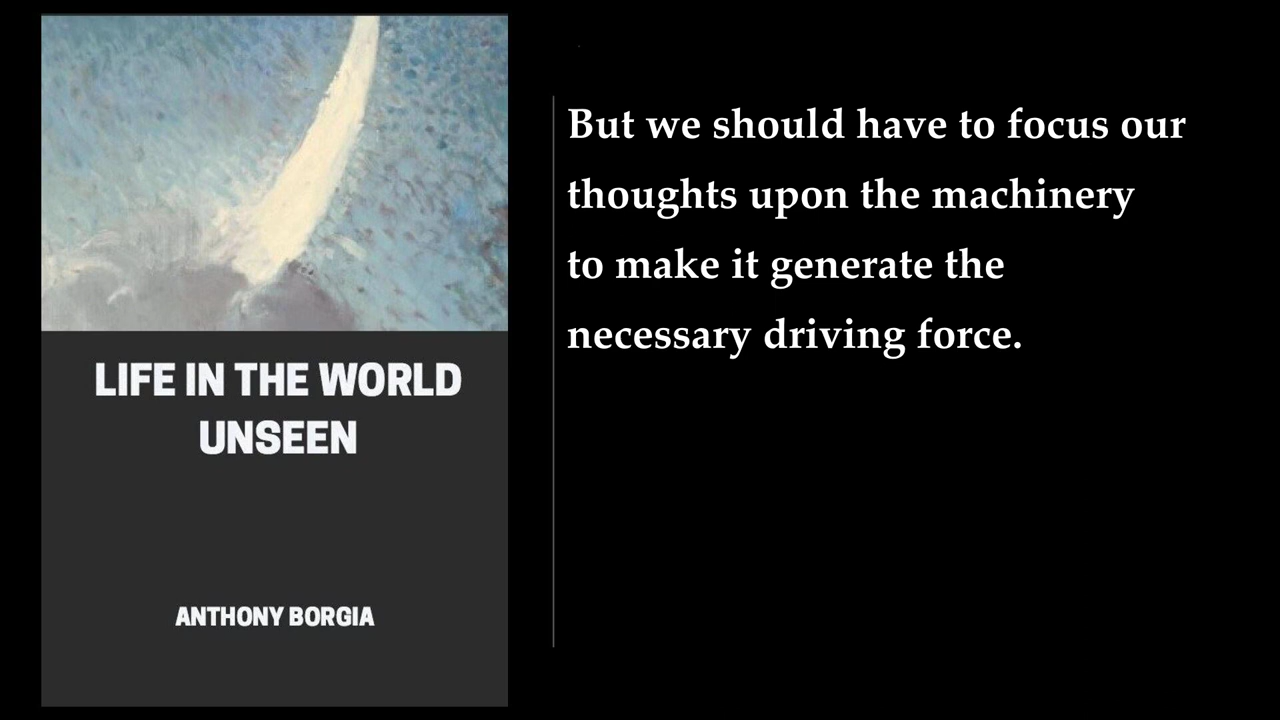 LIFE IN THE WORLD
UNSEEN
ANTHONY BORGIA
But we should have to focus our
thoughts upon the machinery
to make it generate the
necessary driving force.